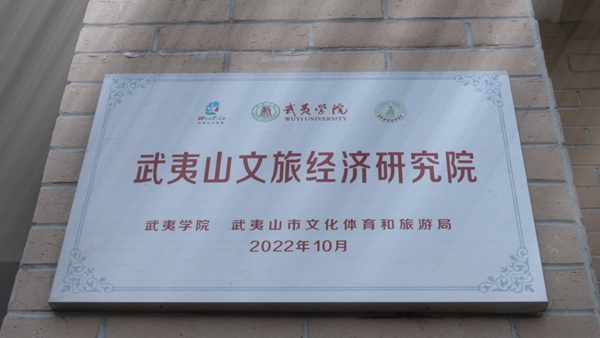 武夷学院
WUYI UNIVERSITY
武夷山文旅经济研究院
武夷学院 武夷山市文化体育和旅游局
2022年10月